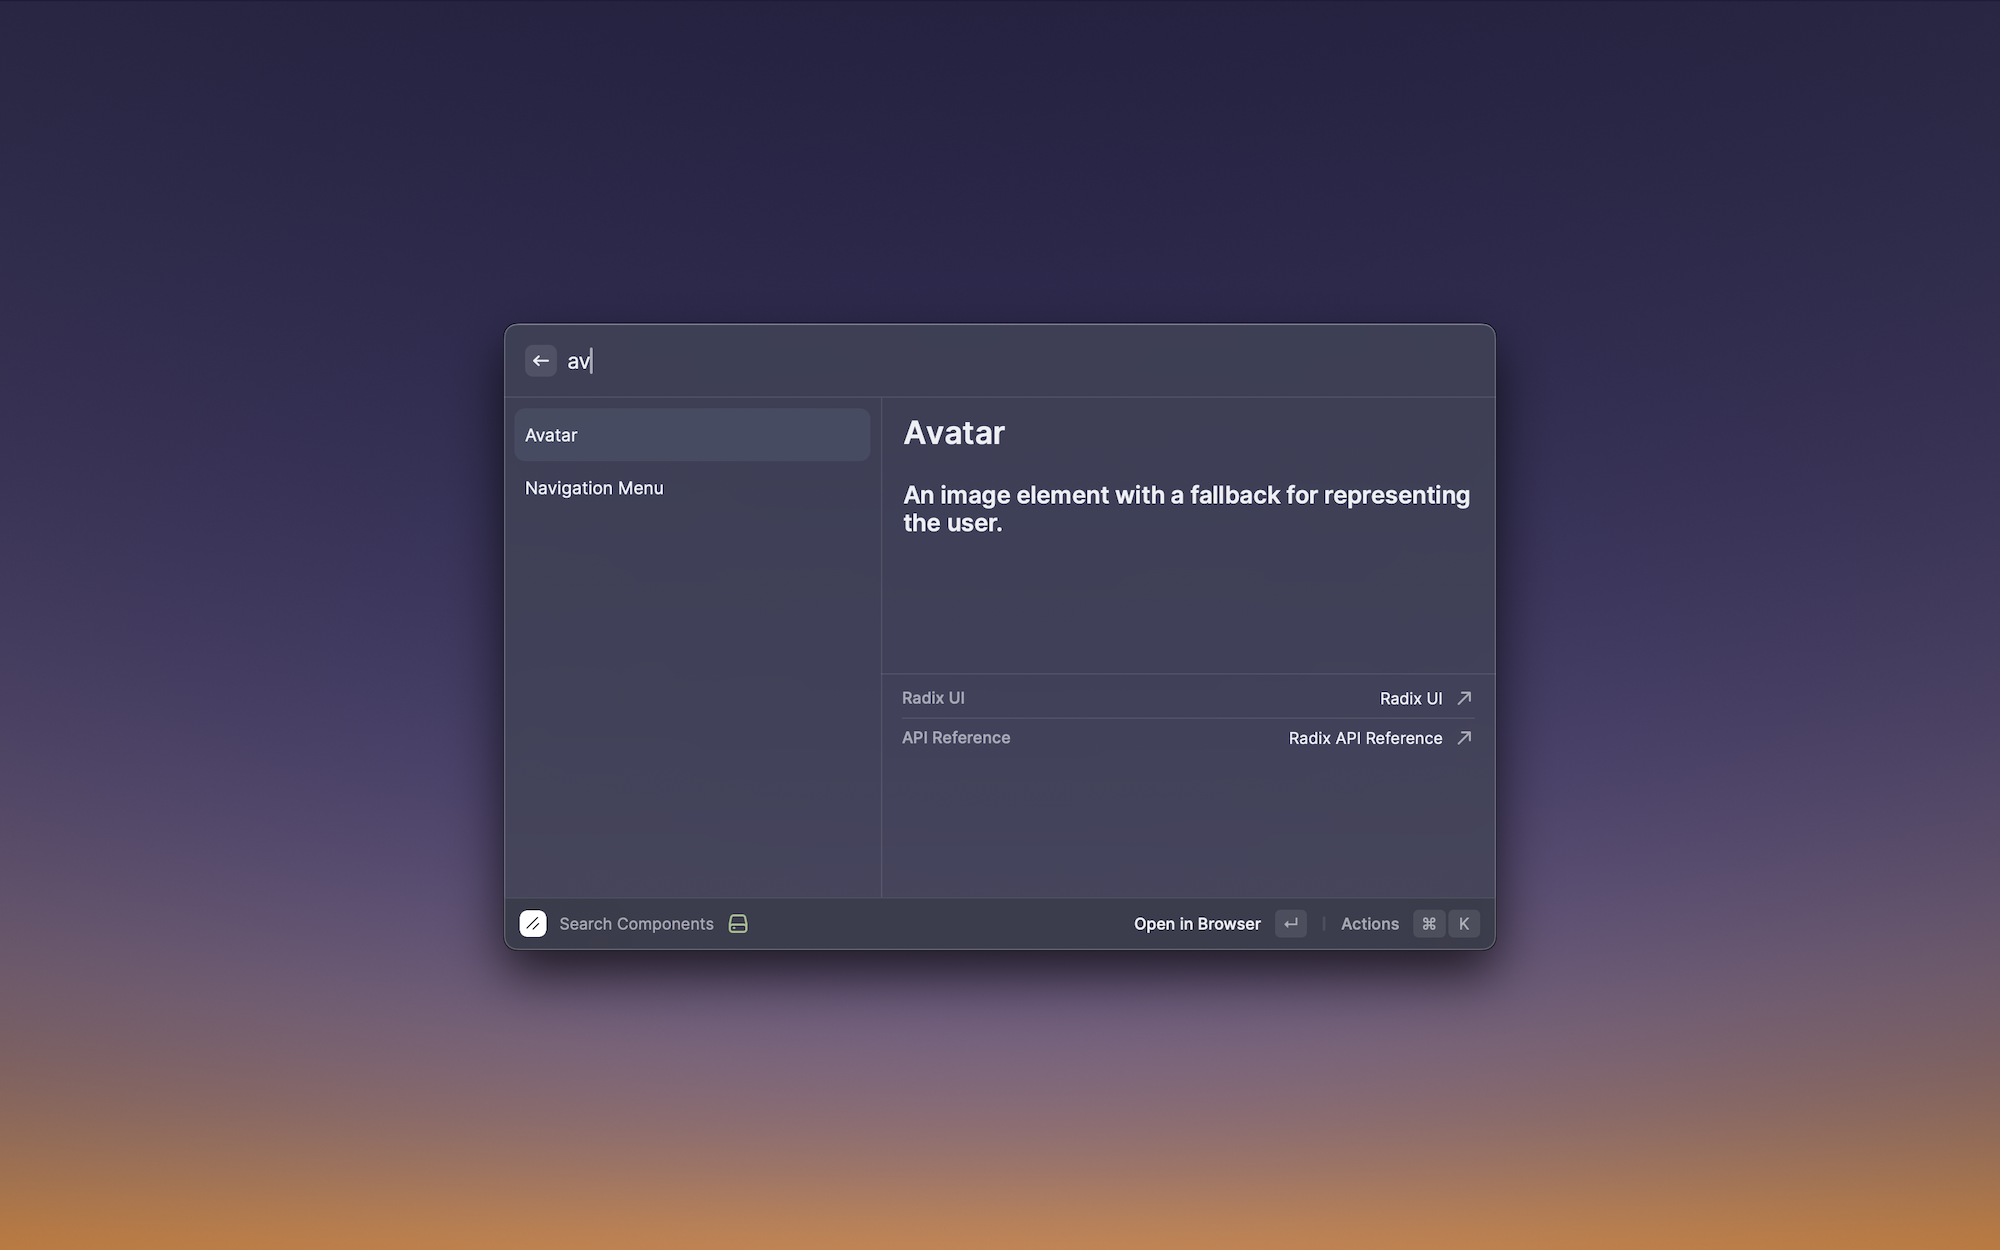 av
Avatar
Navigation Menu
Avatar
An image element with a fallback for representing
the user.
Radix UI Radix UI
API Reference Radix API Reference
Search Components Open in Browser ↵ Actions ⌘ K